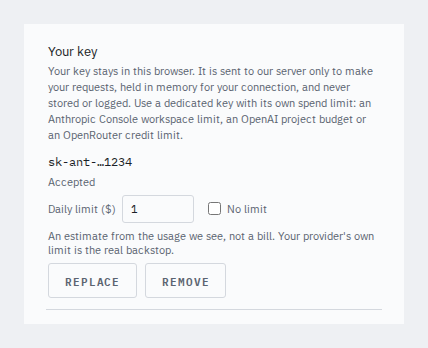 Your key
Your key stays in this browser. It is sent to our server only to make
your requests, held in memory for your connection, and never
stored or logged. Use a dedicated key with its own spend limit: an
Anthropic Console workspace limit, an OpenAI project budget or
an OpenRouter credit limit.
sk-ant-…1234
Accepted
Daily limit ($) 1 No limit
An estimate from the usage we see, not a bill. Your provider's own
limit is the real backstop.
REPLACE REMOVE